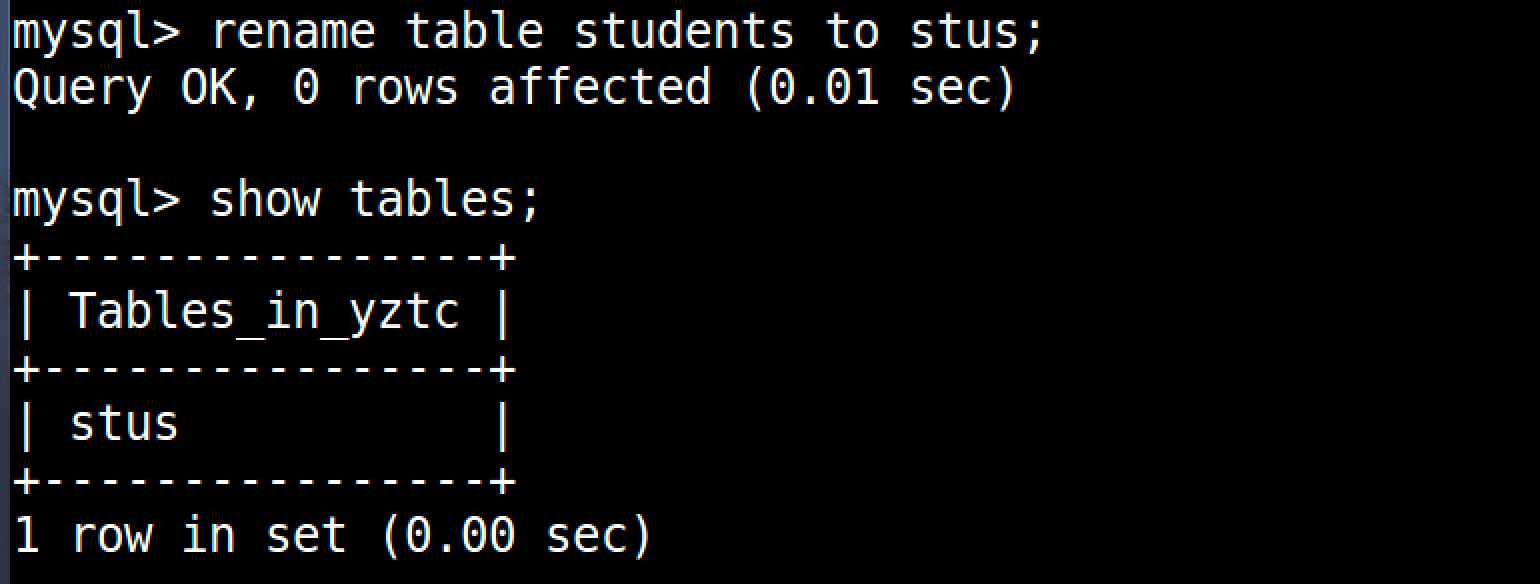 mysql> rename table students to stus;
Query OK, 0 rows affected (0.01 sec)
mysql> show tables;
+----------------+
| Tables_in_yztc |
+----------------+
| stus           |
+----------------+
1 row in set (0.00 sec)